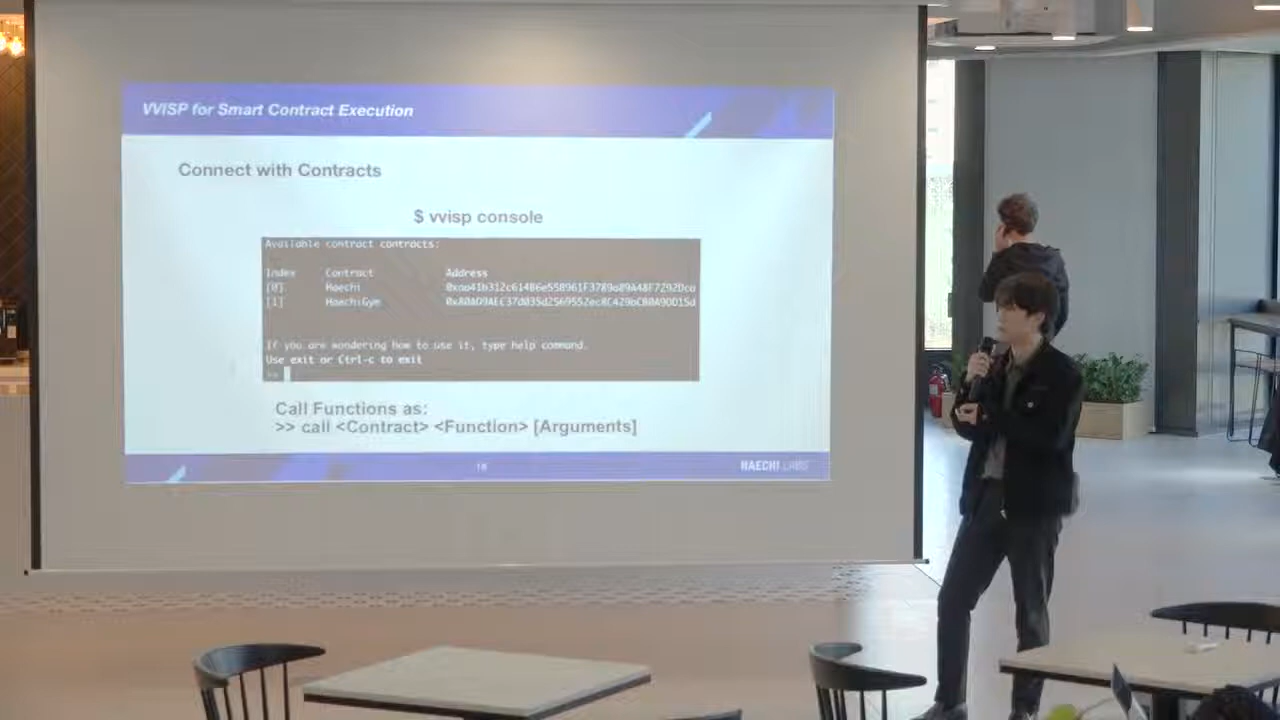 VVISP for Smart Contract Execution
Connect with Contracts
$ vvisp console
Available contract contracts:
Index Contract Address
[0] Haechi
[1] HaechiGym
If you are wondering how to use it, type help command.
Use exit or Ctrl-c to exit
>>
Call Functions as:
>> call <Contract> <Function> [Arguments]
18 HAECHI LABS